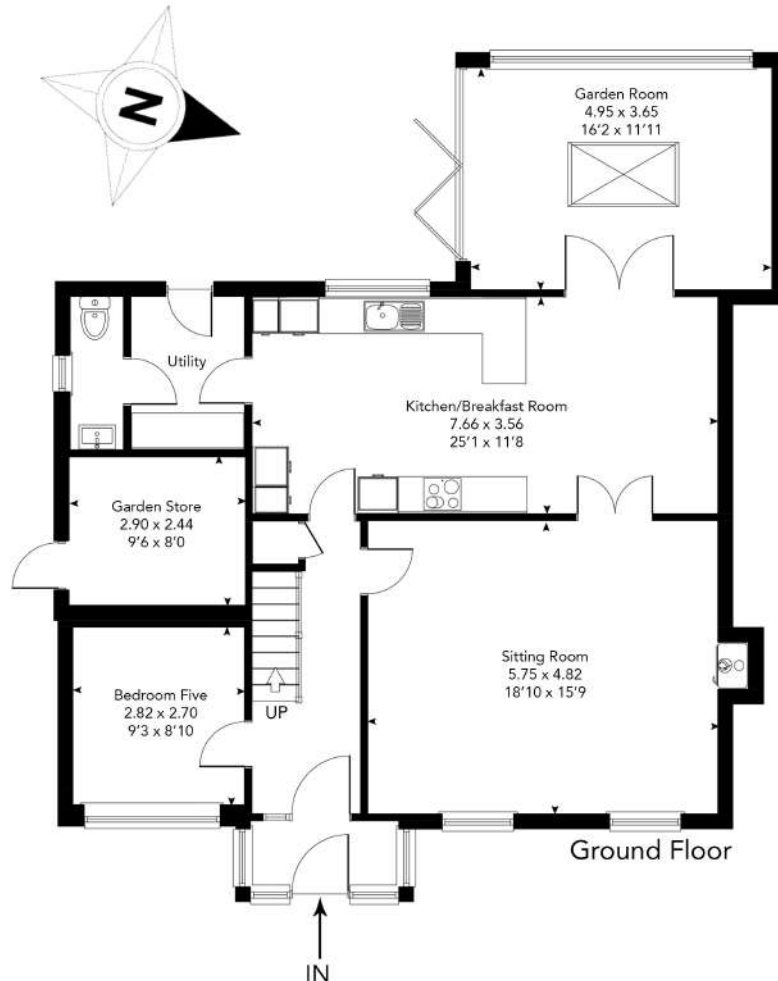 N
Garden Room
4.95 x 3.65
16'2 x 11'11
Utility
Kitchen/Breakfast Room
7.66 x 3.56
25'1 x 11'8
Garden Store
2.90 x 2.44
9'6 x 8'0
Sitting Room
5.75 x 4.82
18'10 x 15'9
Bedroom Five
2.82 x 2.70
9'3 x 8'10
UP
Ground Floor
IN